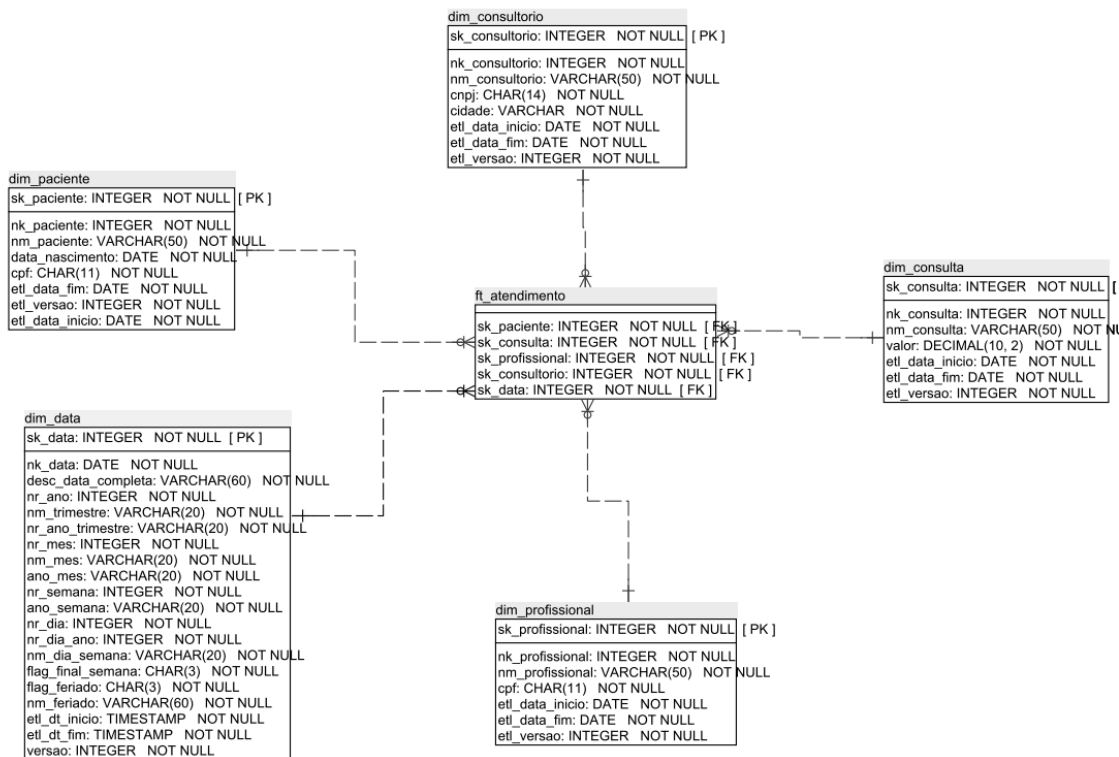 dim_consultorio
sk_consultorio: INTEGER NOT NULL [ PK ]
nk_consultorio: INTEGER NOT NULL
nm_consultorio: VARCHAR(50) NOT NULL
cnpj: CHAR(14) NOT NULL
cidade: VARCHAR NOT NULL
etl_data_inicio: DATE NOT NULL
etl_data_fim: DATE NOT NULL
etl_versao: INTEGER NOT NULL
dim_paciente
sk_paciente: INTEGER NOT NULL [ PK ]
nk_paciente: INTEGER NOT NULL
nm_paciente: VARCHAR(50) NOT NULL
data_nascimento: DATE NOT NULL
cpf: CHAR(11) NOT NULL
etl_data_fim: DATE NOT NULL
etl_versao: INTEGER NOT NULL
etl_data_inicio: DATE NOT NULL
ft_atendimento
sk_paciente: INTEGER NOT NULL [ FK ]
sk_consulta: INTEGER NOT NULL [ FK ]
sk_profissional: INTEGER NOT NULL [ FK ]
sk_consultorio: INTEGER NOT NULL [ FK ]
sk_data: INTEGER NOT NULL [ FK ]
dim_consulta
sk_consulta: INTEGER NOT NULL [
nk_consulta: INTEGER NOT NULL
nm_consulta: VARCHAR(50) NOT NU
valor: DECIMAL(10, 2) NOT NULL
etl_data_inicio: DATE NOT NULL
etl_data_fim: DATE NOT NULL
etl_versao: INTEGER NOT NULL
dim_data
sk_data: INTEGER NOT NULL [ PK ]
nk_data: DATE NOT NULL
desc_data_completa: VARCHAR(60) NOT NULL
nr_ano: INTEGER NOT NULL
nm_trimestre: VARCHAR(20) NOT NULL
nr_ano_trimestre: VARCHAR(20) NOT NULL
nr_mes: INTEGER NOT NULL
nm_mes: VARCHAR(20) NOT NULL
ano_mes: VARCHAR(20) NOT NULL
nr_semana: INTEGER NOT NULL
ano_semana: VARCHAR(20) NOT NULL
nr_dia: INTEGER NOT NULL
nr_dia_ano: INTEGER NOT NULL
nm_dia_semana: VARCHAR(20) NOT NULL
flag_final_semana: CHAR(3) NOT NULL
flag_feriado: CHAR(3) NOT NULL
nm_feriado: VARCHAR(60) NOT NULL
etl_dt_inicio: TIMESTAMP NOT NULL
etl_dt_fim: TIMESTAMP NOT NULL
versao: INTEGER NOT NULL
dim_profissional
sk_profissional: INTEGER NOT NULL [ PK ]
nk_profissional: INTEGER NOT NULL
nm_profissional: VARCHAR(50) NOT NULL
cpf: CHAR(11) NOT NULL
etl_data_inicio: DATE NOT NULL
etl_data_fim: DATE NOT NULL
etl_versao: INTEGER NOT NULL